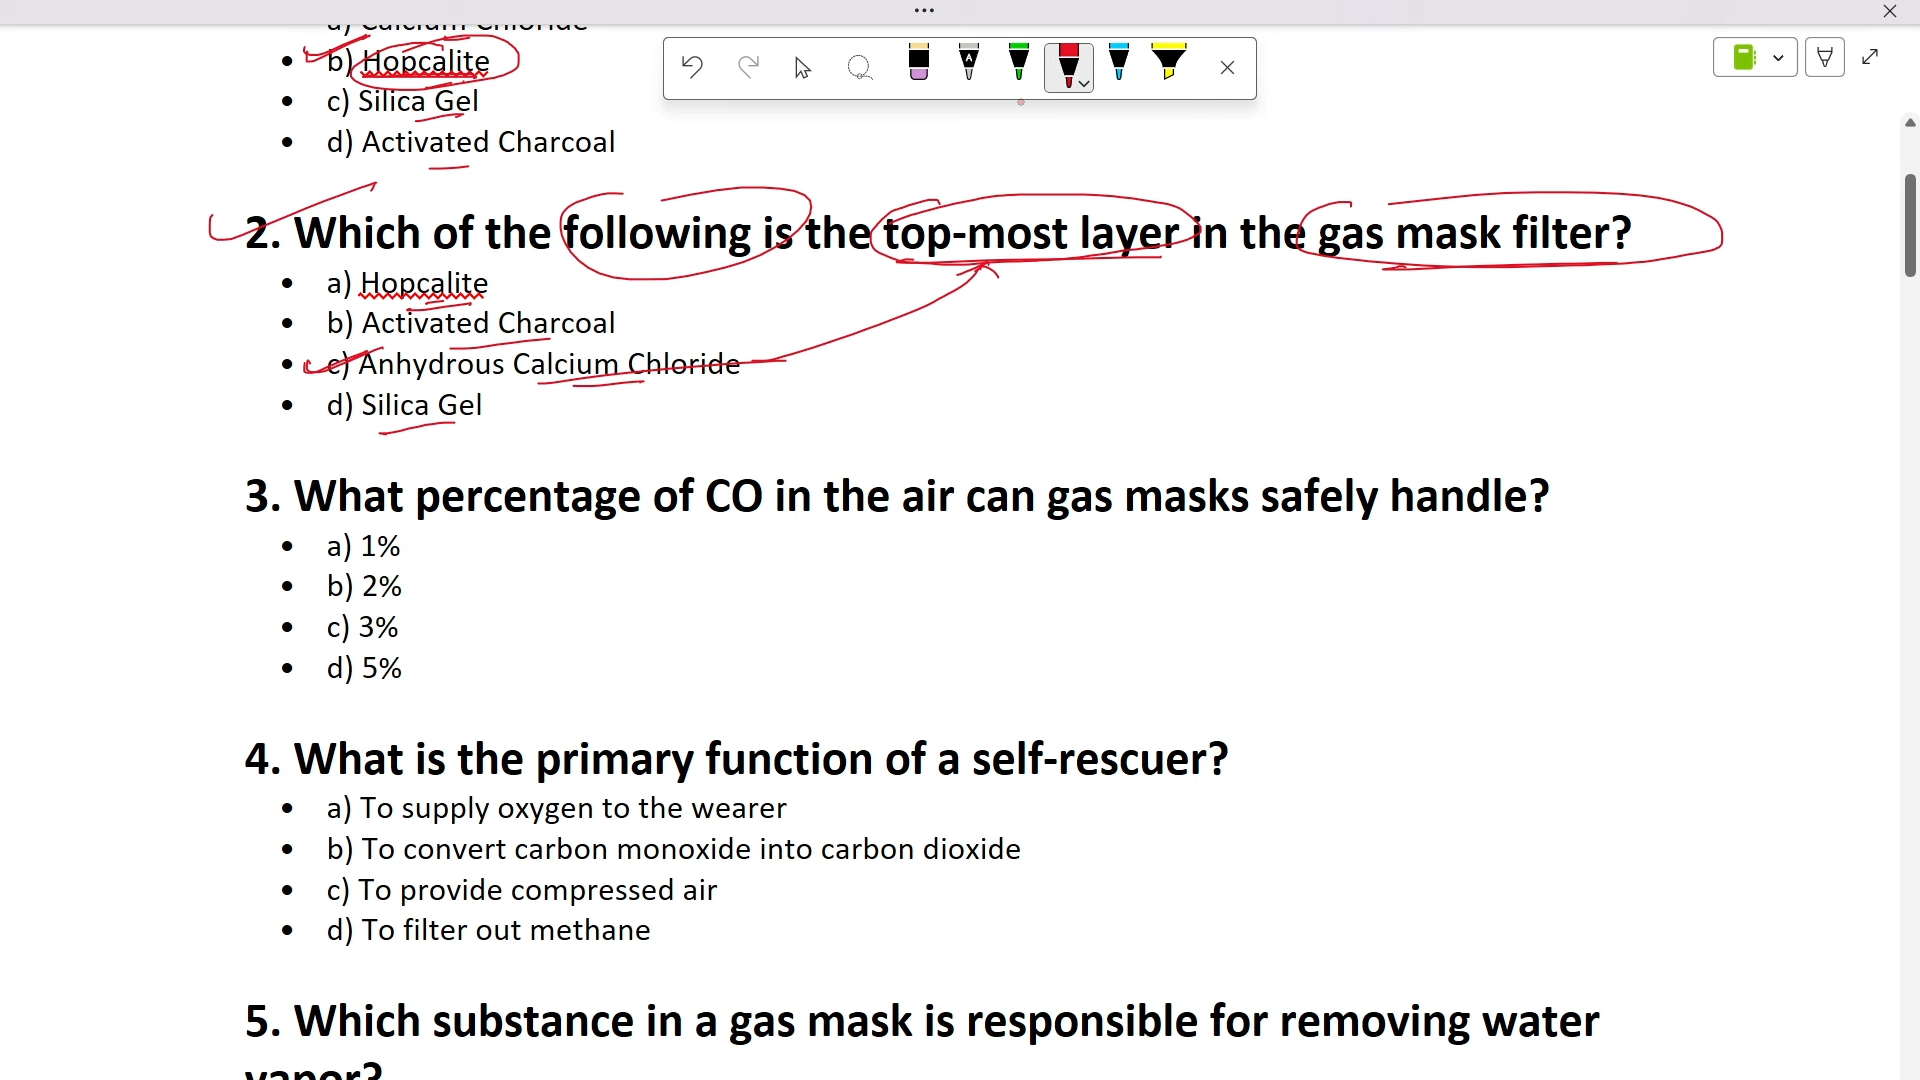 a) Calcium Chloride
• b) Hopcalite
• c) Silica Gel
• d) Activated Charcoal
2. Which of the following is the top-most layer in the gas mask filter?
• a) Hopcalite
• b) Activated Charcoal
• c) Anhydrous Calcium Chloride
• d) Silica Gel
3. What percentage of CO in the air can gas masks safely handle?
• a) 1%
• b) 2%
• c) 3%
• d) 5%
4. What is the primary function of a self-rescuer?
• a) To supply oxygen to the wearer
• b) To convert carbon monoxide into carbon dioxide
• c) To provide compressed air
• d) To filter out methane
5. Which substance in a gas mask is responsible for removing water
vapor?